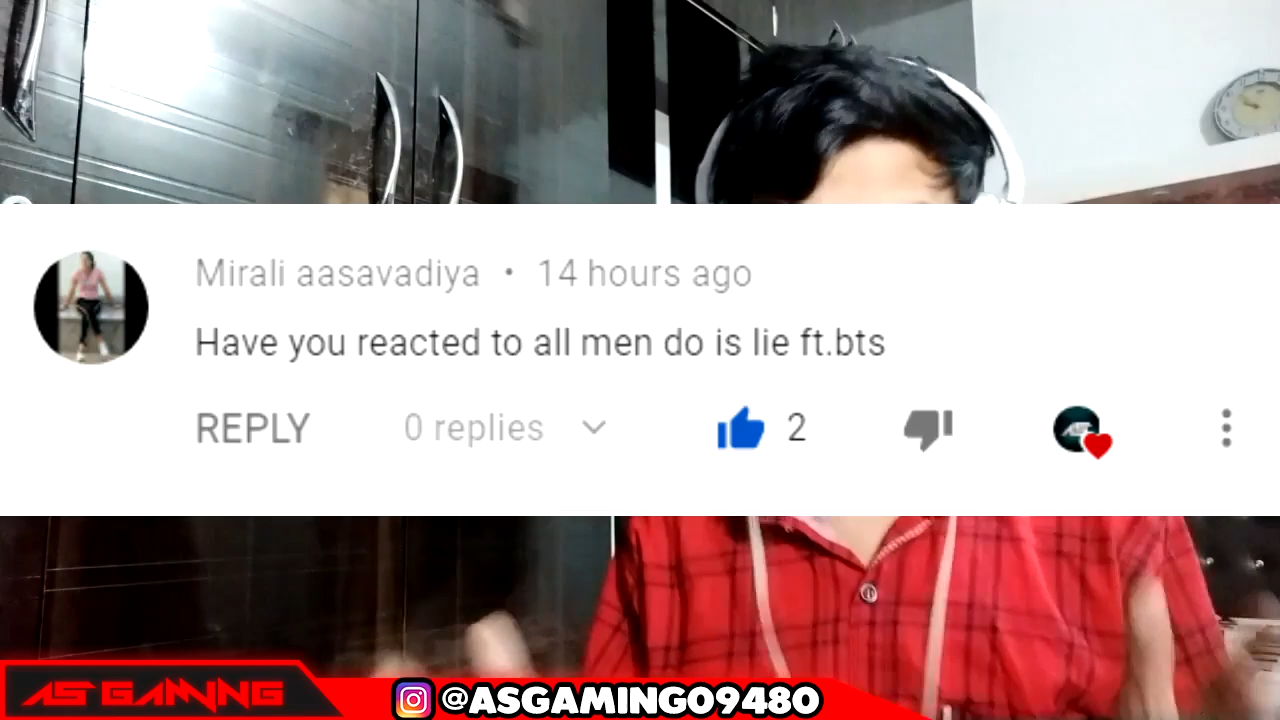 Mirali aasavadiya • 14 hours ago
Have you reacted to all men do is lie ft.bts
REPLY 0 replies 2
AS GAMING
@ASGAMING09480